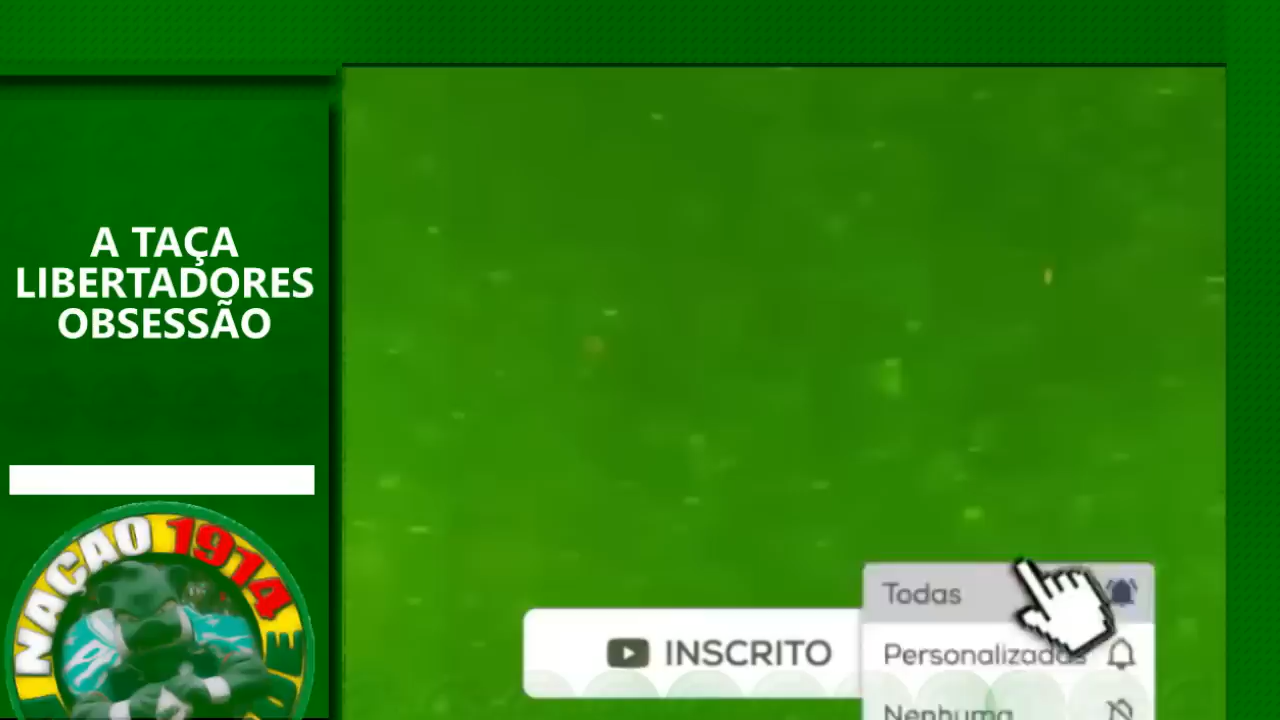 A TAÇA
LIBERTADORES
OBSESSÃO
NAÇÃO 1914
INSCRITO
Todas
Personalizadas
Nenhuma